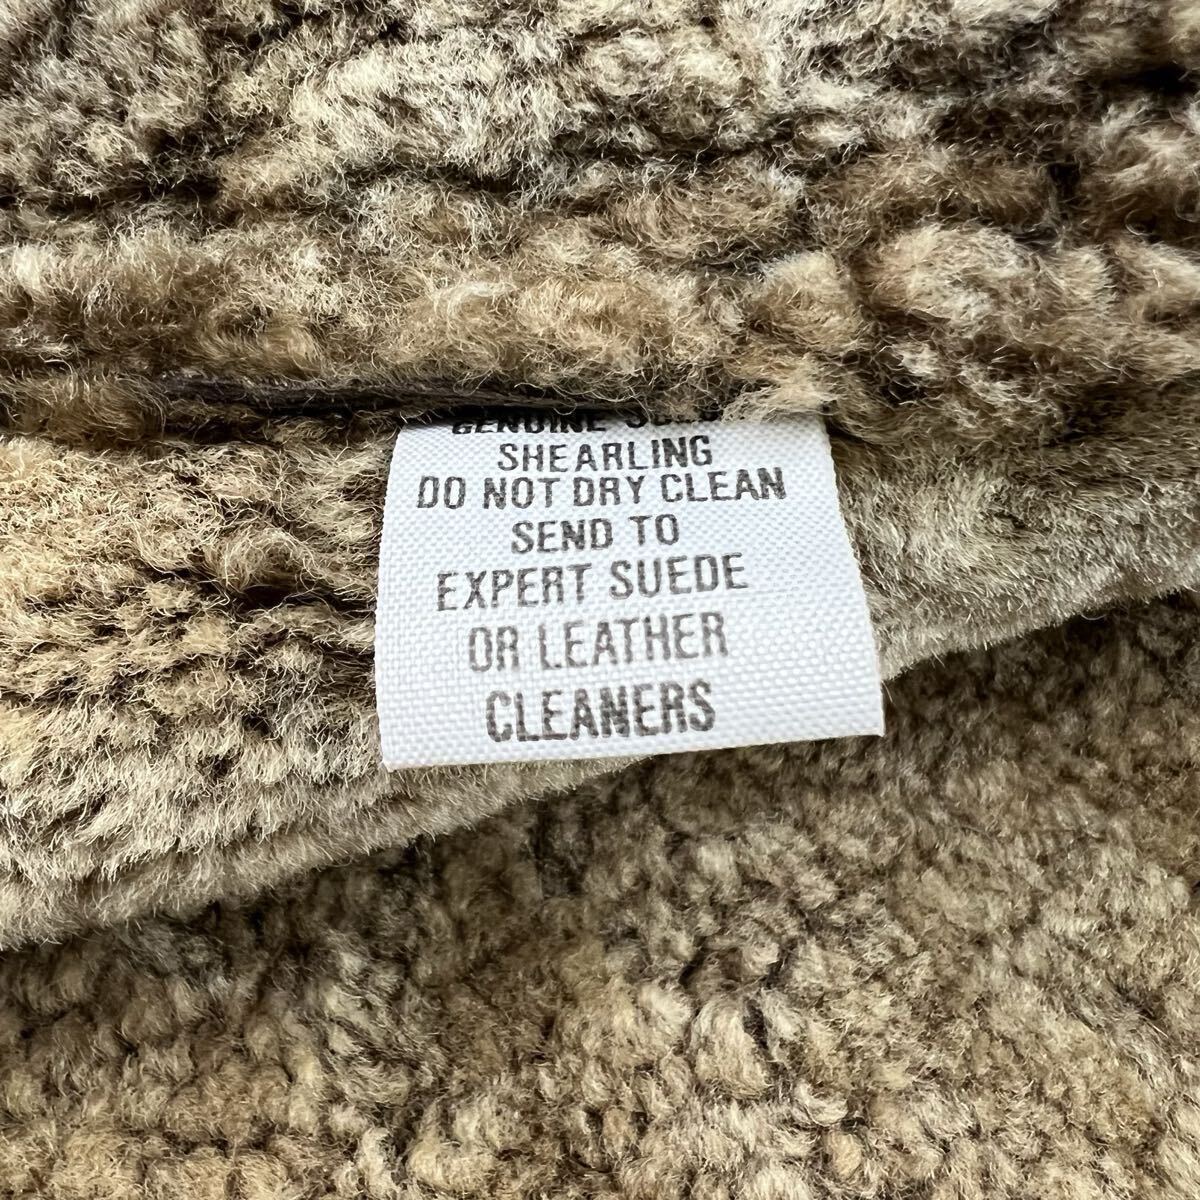 GENUINE
SHEARLING
DO NOT DRY CLEAN
SEND TO
EXPERT SUEDE
OR LEATHER
CLEANERS